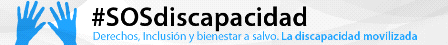 #SOSdiscapacidad
Derechos, Inclusión y bienestar a salvo. La discapacidad movilizada